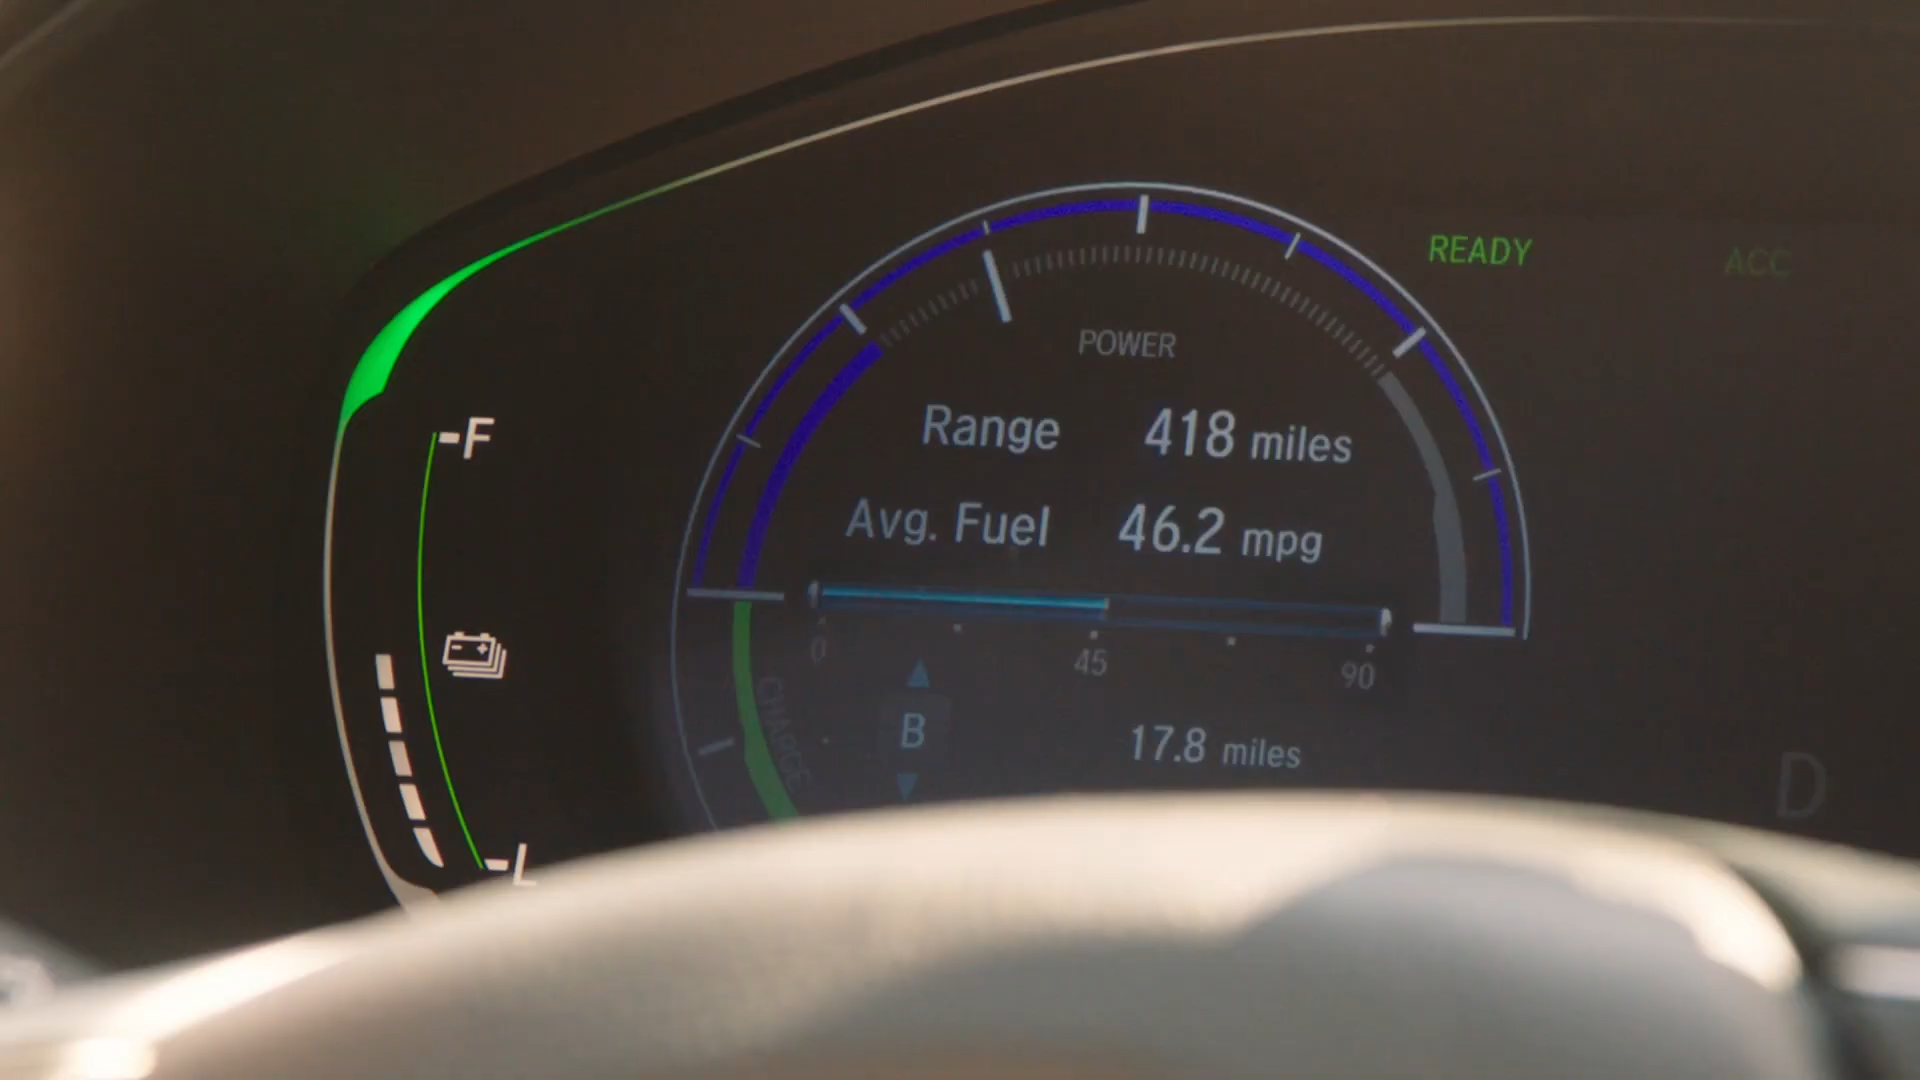 READY
ACC
POWER
-F
Range 418 miles
Avg. Fuel 46.2 mpg
0 45 90
CHARGE
B
17.8 miles
D
-L